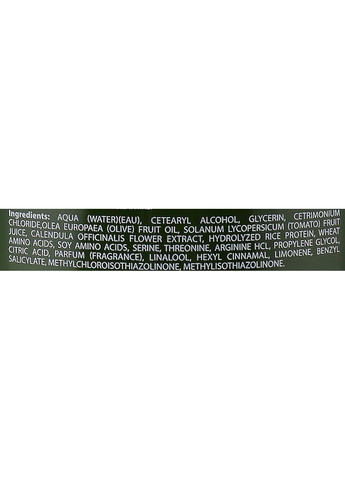 Ingredients: AQUA (WATER)(EAU), CETEARYL ALCOHOL, GLYCERIN, CETRIMONIUM
CHLORIDE,OLEA EUROPAEA (OLIVE) FRUIT OIL, SOLANUM LYCOPERSICUM (TOMATO) FRUIT
JUICE, CALENDULA OFFICINALIS FLOWER EXTRACT, HYDROLYZED RICE PROTEIN, WHEAT
AMINO ACIDS, SOY AMINO ACIDS, SERINE, THREONINE, ARGININE HCL, PROPYLENE GLYCOL,
CITRIC ACID, PARFUM (FRAGRANCE), LINALOOL, HEXYL CINNAMAL, LIMONENE, BENZYL
SALICYLATE, METHYLCHLOROISOTHIAZOLINONE, METHYLISOTHIAZOLINONE.